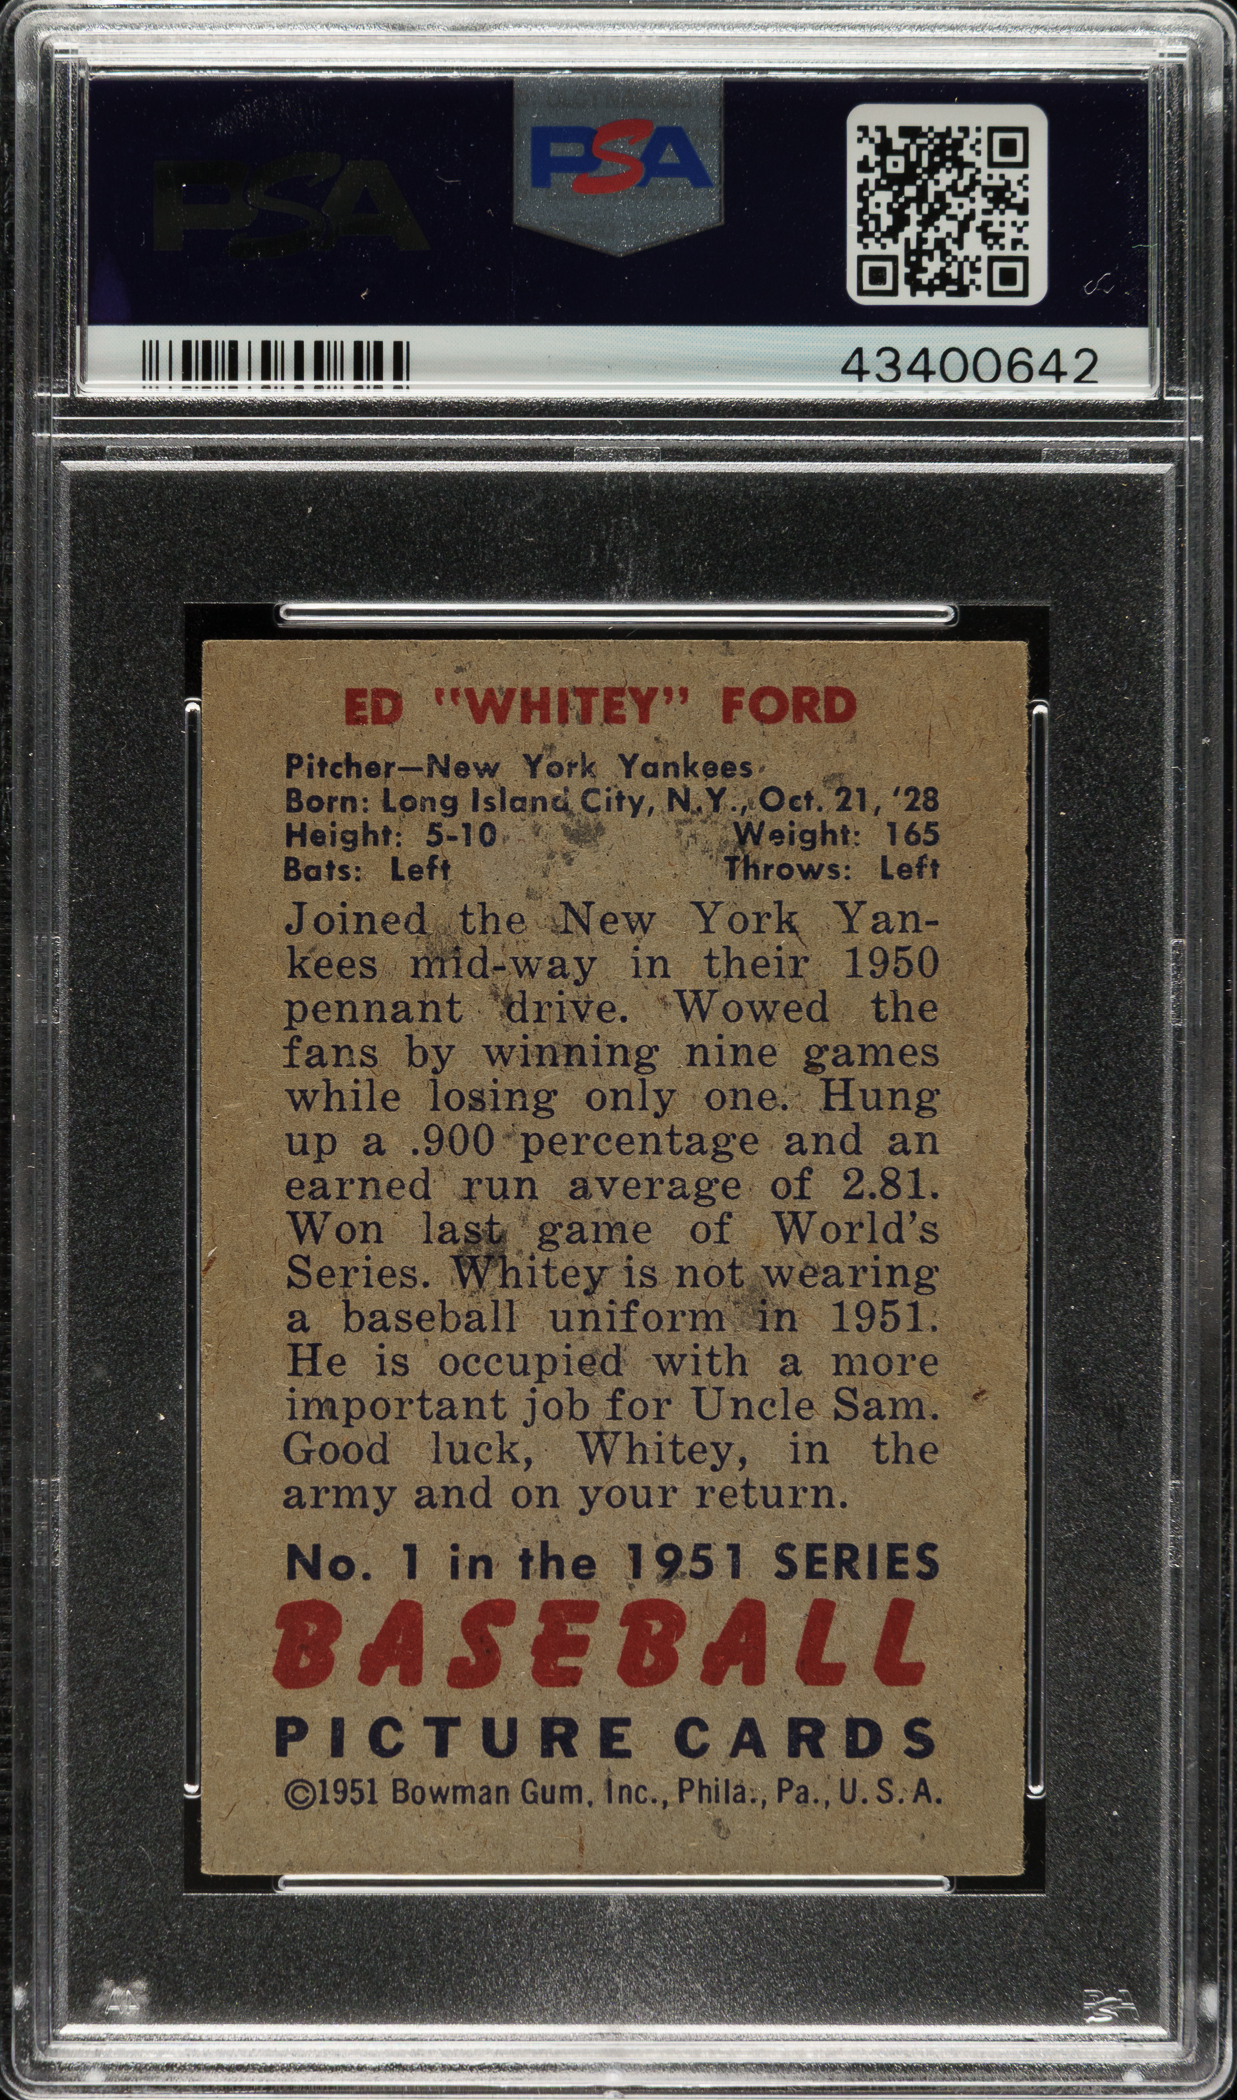 PSA
PSA
43400642
ED "WHITEY" FORD
Pitcher—New York Yankees
Born: Long Island City, N.Y., Oct. 21, '28
Height: 5-10 Weight: 165
Bats: Left Throws: Left
Joined the New York Yan-
kees mid-way in their 1950
pennant drive. Wowed the
fans by winning nine games
while losing only one. Hung
up a .900 percentage and an
earned run average of 2.81.
Won last game of World's
Series. Whitey is not wearing
a baseball uniform in 1951.
He is occupied with a more
important job for Uncle Sam.
Good luck, Whitey, in the
army and on your return.
No. 1 in the 1951 SERIES
BASEBALL
PICTURE CARDS
©1951 Bowman Gum, Inc., Phila., Pa., U. S. A.
PSA